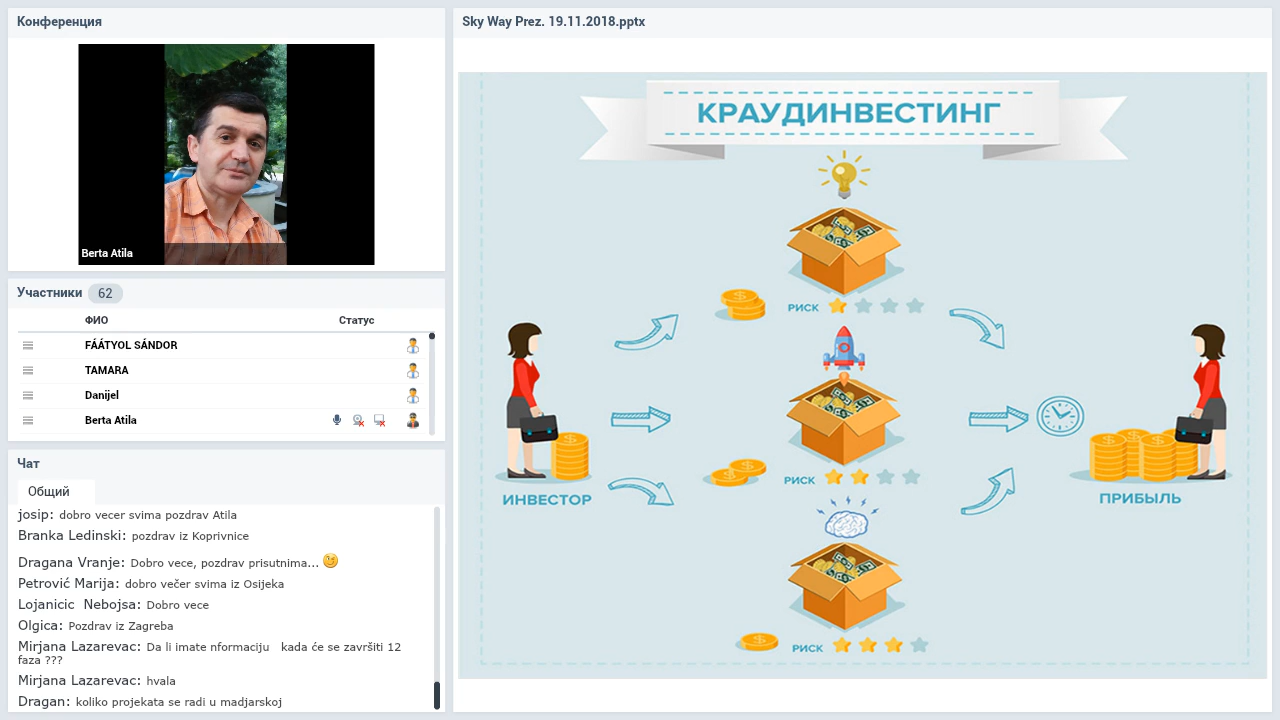 Конференция
Berta Atila
Участники 62
ФИО Статус
FÁÁTYOL SÁNDOR
TAMARA
Danijel
Berta Atila
Чат
Общий
josip: dobro vecer svima pozdrav Atila
Branka Ledinski: pozdrav iz Koprivnice
Dragana Vranje: Dobro vece, pozdrav prisutnima...
Petrović Marija: dobro večer svima iz Osijeka
Lojanicic Nebojsa: Dobro vece
Olgica: Pozdrav iz Zagreba
Mirjana Lazarevac: Da li imate nformaciju kada će se završiti 12
faza ???
Mirjana Lazarevac: hvala
Dragan: koliko projekata se radi u madjarskoj
Sky Way Prez. 19.11.2018.pptx
КРАУДИНВЕСТИНГ
РИСК
РИСК
ИНВЕСТОР
ПРИБЫЛЬ
РИСК